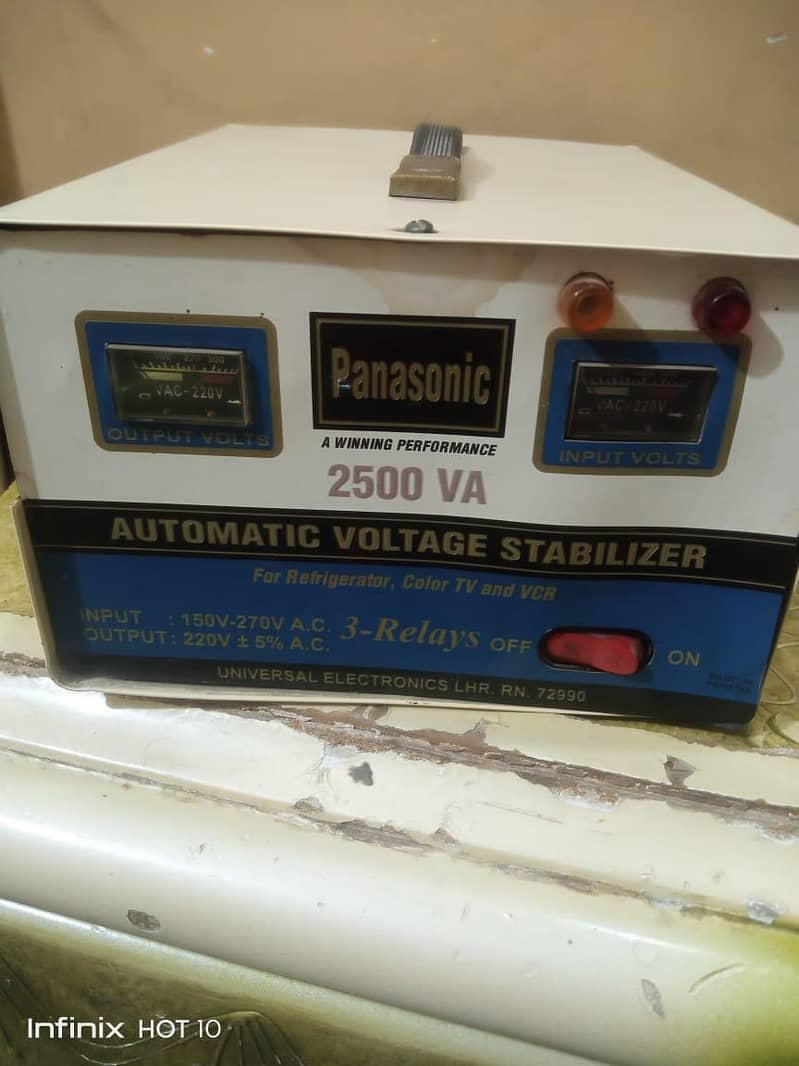 220 300
VAC-220V
OUTPUT VOLTS
Panasonic
A WINNING PERFORMANCE
2500 VA
VAC-220V
INPUT VOLTS
AUTOMATIC VOLTAGE STABILIZER
For Refrigerator, Color TV and VCR
INPUT : 150V-270V A.C.
OUTPUT : 220V ± 5% A.C.
3-Relays
OFF
ON
UNIVERSAL ELECTRONICS LHR. RN. 72990
Infinix HOT 10